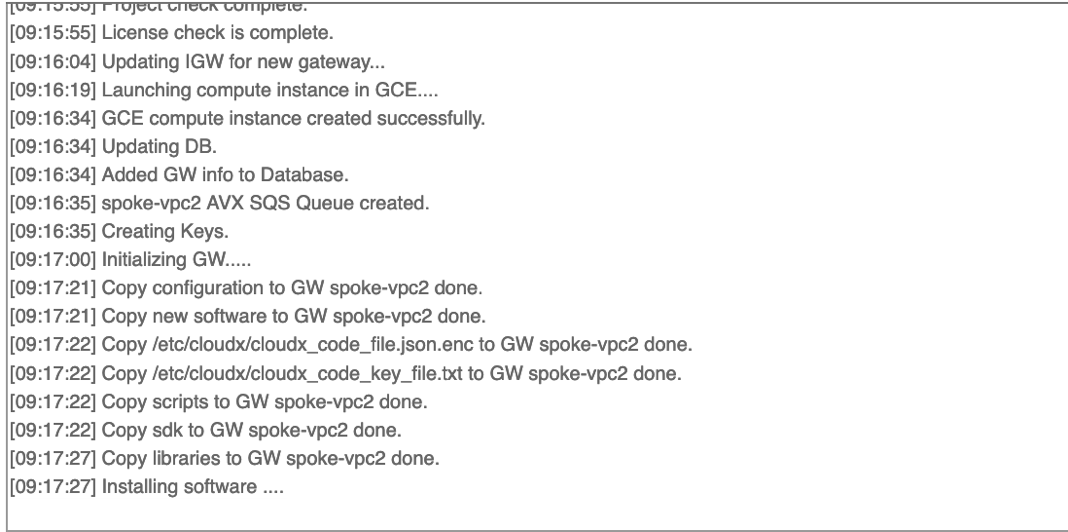 [09:15:55] Project check complete.
[09:15:55] License check is complete.
[09:16:04] Updating IGW for new gateway...
[09:16:19] Launching compute instance in GCE....
[09:16:34] GCE compute instance created successfully.
[09:16:34] Updating DB.
[09:16:34] Added GW info to Database.
[09:16:35] spoke-vpc2 AVX SQS Queue created.
[09:16:35] Creating Keys.
[09:17:00] Initializing GW.....
[09:17:21] Copy configuration to GW spoke-vpc2 done.
[09:17:21] Copy new software to GW spoke-vpc2 done.
[09:17:22] Copy /etc/cloudx/cloudx_code_file.json.enc to GW spoke-vpc2 done.
[09:17:22] Copy /etc/cloudx/cloudx_code_key_file.txt to GW spoke-vpc2 done.
[09:17:22] Copy scripts to GW spoke-vpc2 done.
[09:17:22] Copy sdk to GW spoke-vpc2 done.
[09:17:27] Copy libraries to GW spoke-vpc2 done.
[09:17:27] Installing software ....